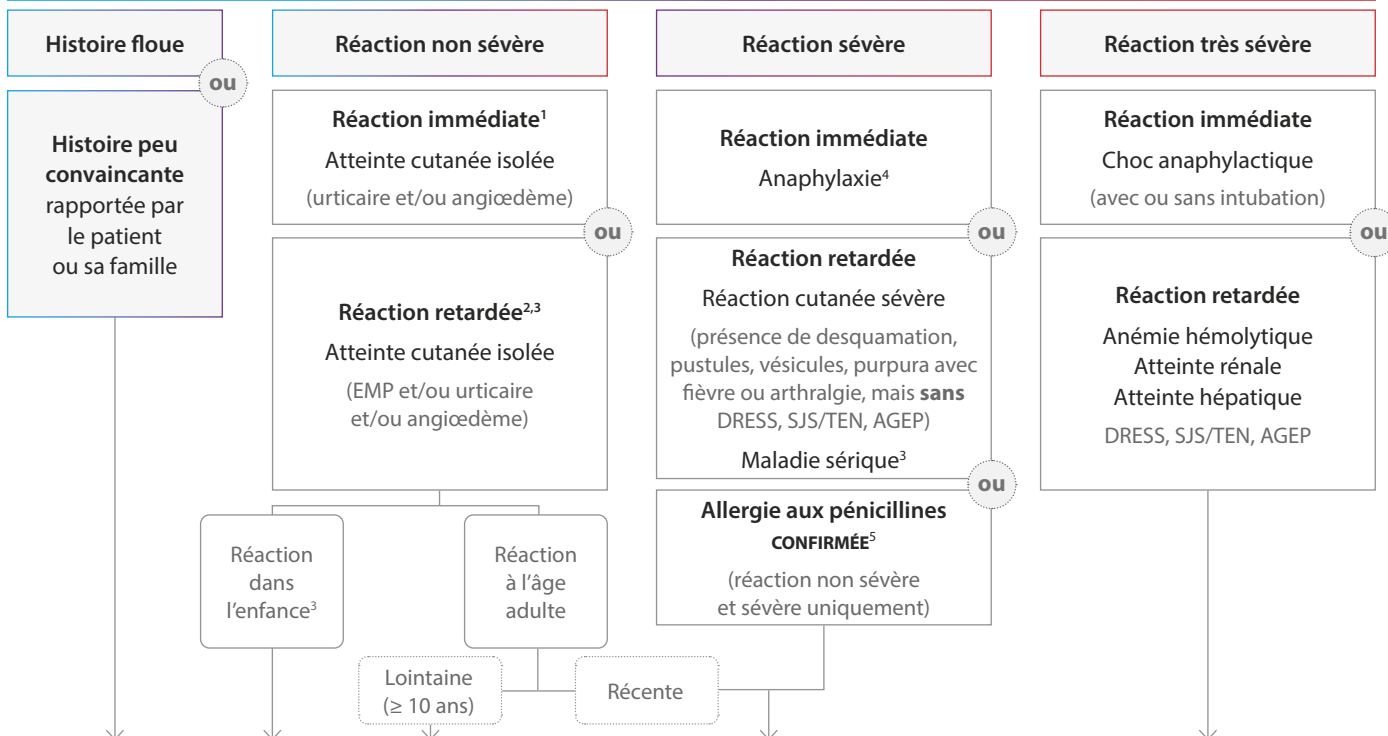 Histoire floue
ou
Histoire peu
convaincante
rapportée par
le patient
ou sa famille
Réaction non sévère
Réaction immédiate¹
Atteinte cutanée isolée
(urticaire et/ou angiœdème)
ou
Réaction retardée²,³
Atteinte cutanée isolée
(EMP et/ou urticaire
et/ou angiœdème)
Réaction
dans
l'enfance³
Réaction
à l'âge
adulte
Lointaine
(≥ 10 ans)
Récente
Réaction sévère
Réaction immédiate
Anaphylaxie⁴
ou
Réaction retardée
Réaction cutanée sévère
(présence de desquamation,
pustules, vésicules, purpura avec
fièvre ou arthralgie, mais sans
DRESS, SJS/TEN, AGEP)
Maladie sérique³
ou
Allergie aux pénicillines
CONFIRMÉE⁵
(réaction non sévère
et sévère uniquement)
Réaction très sévère
Réaction immédiate
Choc anaphylactique
(avec ou sans intubation)
ou
Réaction retardée
Anémie hémolytique
Atteinte rénale
Atteinte hépatique
DRESS, SJS/TEN, AGEP